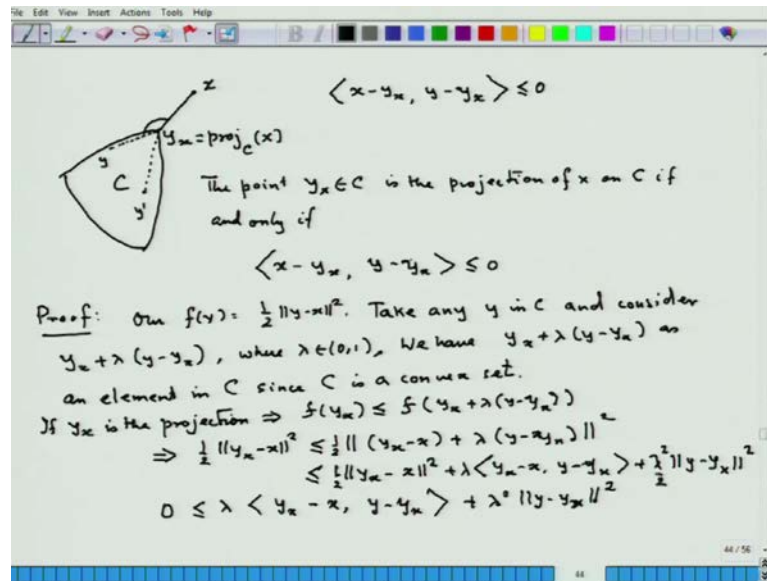 File Edit View Insert Actions Tools Help
B I
x
⟨x-yₓ, y-yₓ⟩ ≤ 0
yₓ = proj_C(x)
y
C
y'
The point yₓ ∈ C is the projection of x on C if
and only if
⟨x-yₓ, y-yₓ⟩ ≤ 0
Proof: Our f(y) = ½ ||y-x||². Take any y in C and consider
yₓ + λ(y-yₓ), where λ ∈ (0,1), We have yₓ + λ(y-yₓ) as
an element in C since C is a convex set.
If yₓ is the projection ⇒ f(yₓ) ≤ f(yₓ + λ(y-yₓ))
⇒ ½ ||yₓ-x||² ≤ ½ || (yₓ-x) + λ(y-yₓ) ||²
≤ ½ ||yₓ-x||² + λ⟨yₓ-x, y-yₓ⟩ + λ²/2 ||y-yₓ||²
0 ≤ λ ⟨yₓ-x, y-yₓ⟩ + λ² ||y-yₓ||²
44 / 56
44